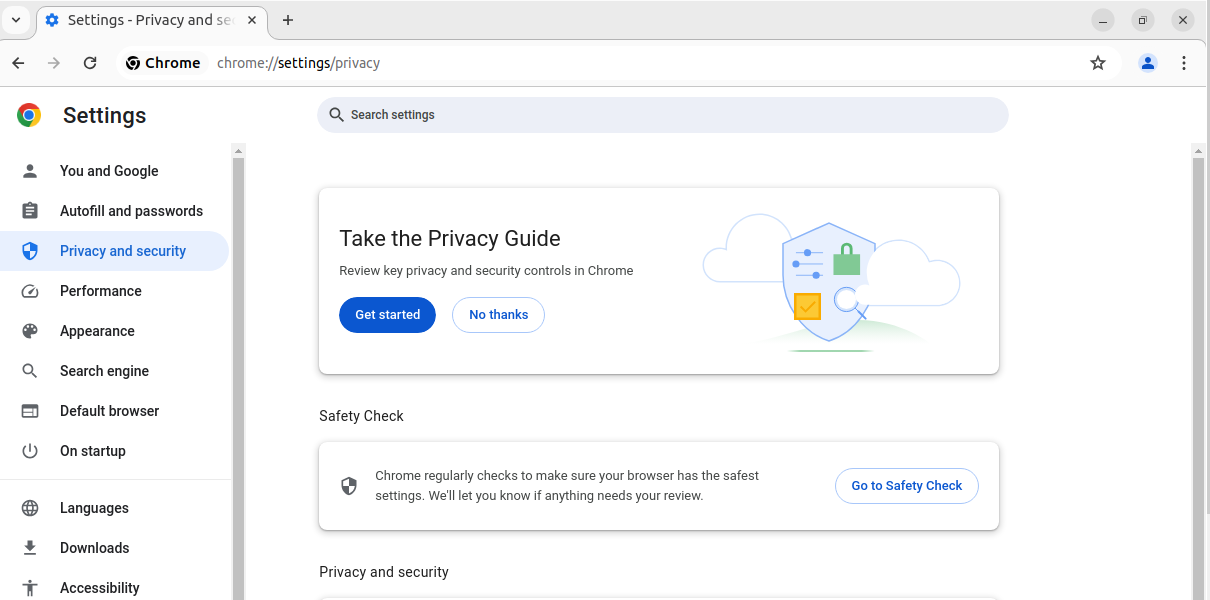 Settings - Privacy and se
Chrome
chrome://settings/privacy
Settings
Search settings
You and Google
Autofill and passwords
Privacy and security
Performance
Appearance
Search engine
Default browser
On startup
Languages
Downloads
Accessibility
Take the Privacy Guide
Review key privacy and security controls in Chrome
Get started
No thanks
Safety Check
Chrome regularly checks to make sure your browser has the safest
settings. We'll let you know if anything needs your review.
Go to Safety Check
Privacy and security